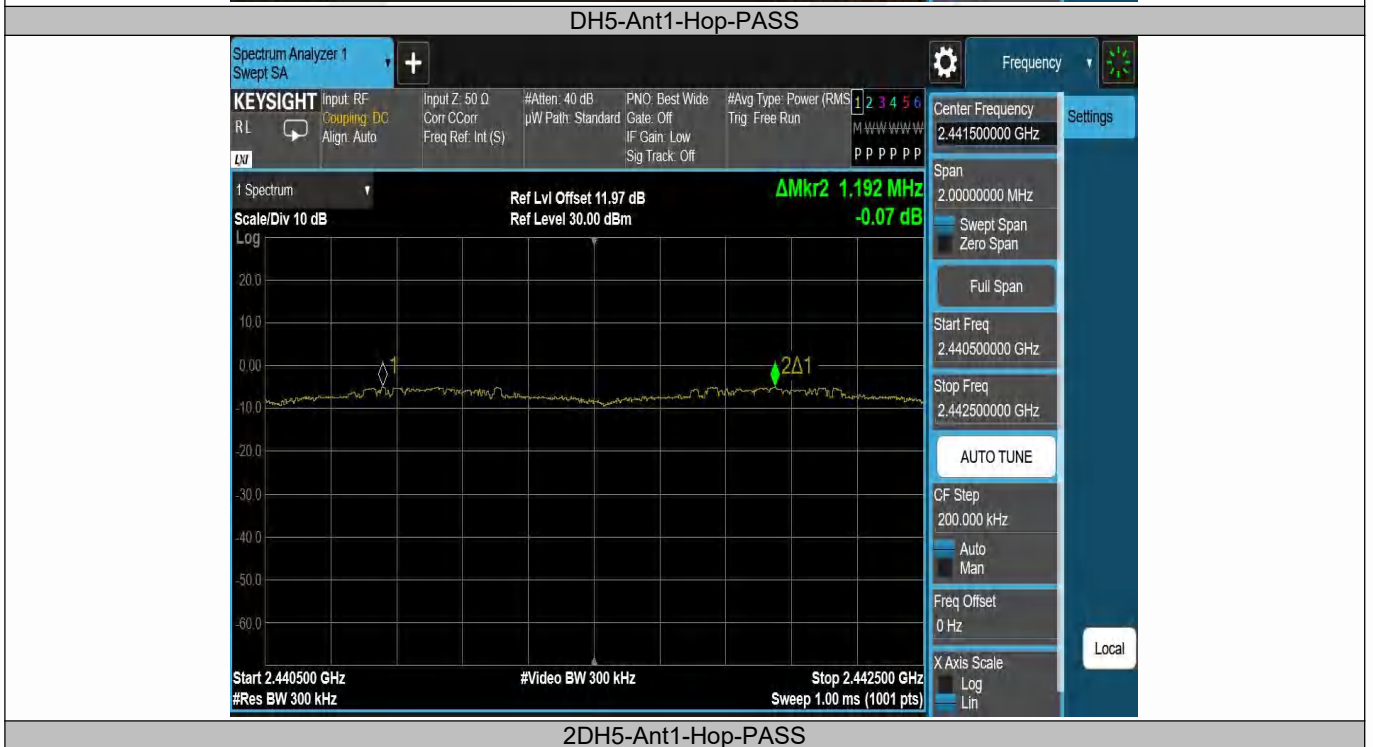 DH5-Ant1-Hop-PASS
Spectrum Analyzer 1
Swept SA
+
Frequency
KEYSIGHT
RL
LXI
Input: RF
Coupling: DC
Align: Auto
Input Z: 50 Ω
Corr CCorr
Freq Ref: Int (S)
#Atten: 40 dB
µW Path: Standard
PNO: Best Wide
Gate: Off
IF Gain: Low
Sig Track: Off
#Avg Type: Power (RMS
Trig: Free Run
1 2 3 4 5 6
M W W W W W
P P P P P P
Center Frequency
2.441500000 GHz
Settings
1 Spectrum
Scale/Div 10 dB
Ref Lvl Offset 11.97 dB
Ref Level 30.00 dBm
ΔMkr2 1.192 MHz
-0.07 dB
Span
2.00000000 MHz
Swept Span
Zero Span
Full Span
Start Freq
2.440500000 GHz
Stop Freq
2.442500000 GHz
AUTO TUNE
CF Step
200.000 kHz
Auto
Man
Freq Offset
0 Hz
X Axis Scale
Log
Lin
Local
Log
20.0
10.0
0.00
-10.0
-20.0
-30.0
-40.0
-50.0
-60.0
1
2Δ1
Start 2.440500 GHz
#Res BW 300 kHz
#Video BW 300 kHz
Stop 2.442500 GHz
Sweep 1.00 ms (1001 pts)
2DH5-Ant1-Hop-PASS